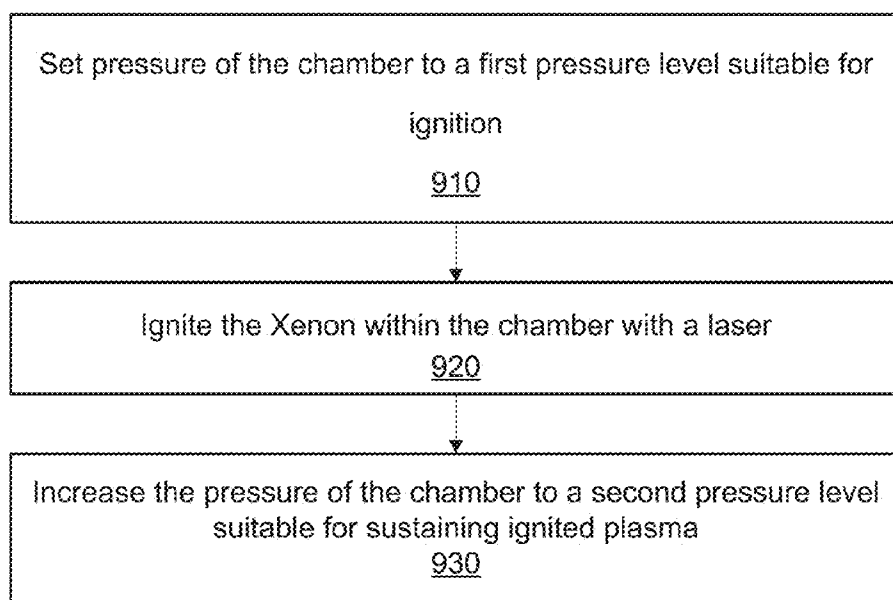 Set pressure of the chamber to a first pressure level suitable for
ignition
910
Ignite the Xenon within the chamber with a laser
920
Increase the pressure of the chamber to a second pressure level
suitable for sustaining ignited plasma
930